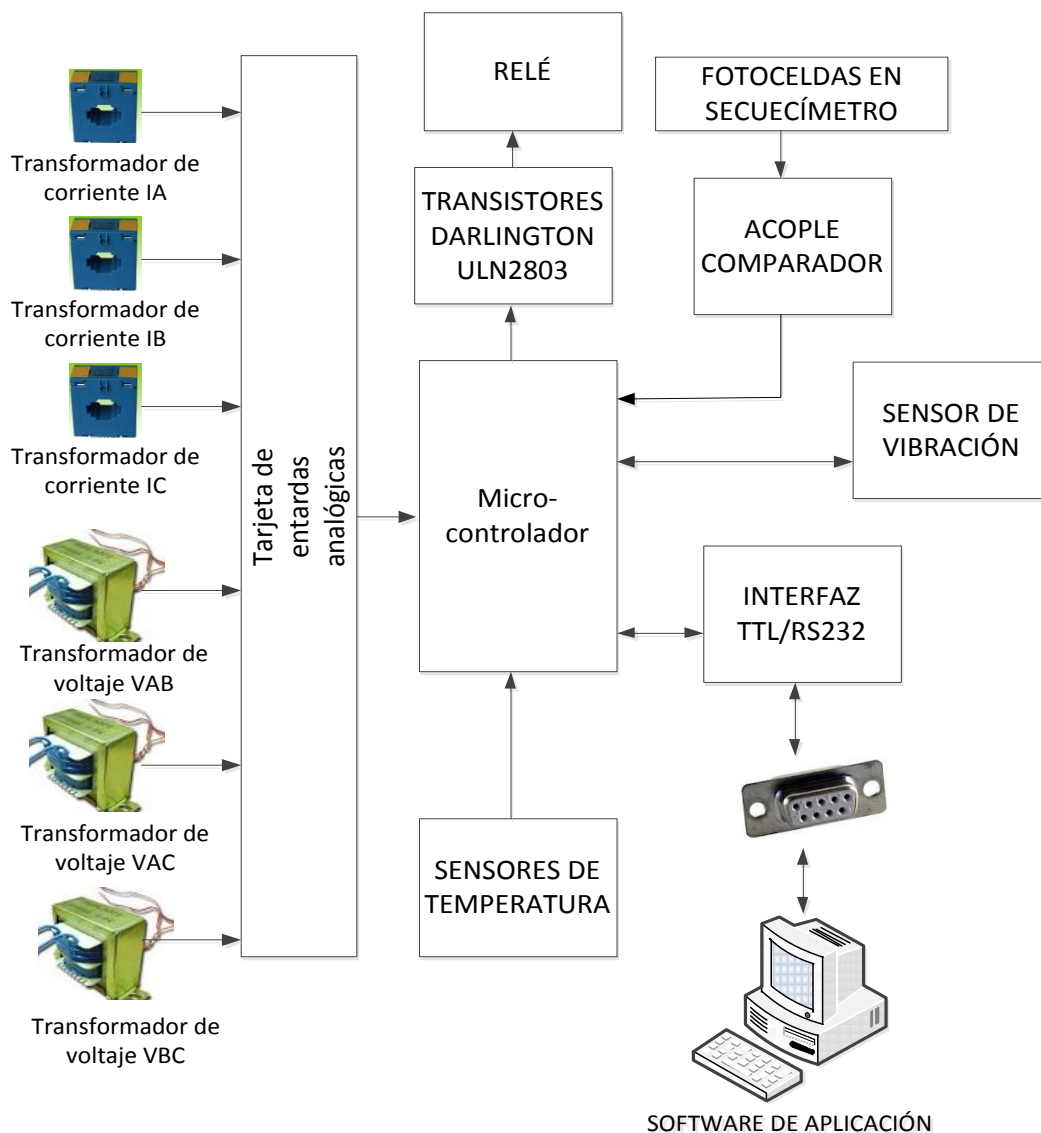 RELÉ
FOTOCELDAS EN
SECUECÍMETRO
Transformador de
corriente IA
TRANSISTORES
DARLINGTON
ULN2803
ACOPLE
COMPARADOR
Transformador de
corriente IB
Transformador de
corriente IC
Tarjeta de
entardas
analógicas
Micro-
controlador
SENSOR DE
VIBRACIÓN
Transformador de
voltaje VAB
INTERFAZ
TTL/RS232
Transformador de
voltaje VAC
SENSORES DE
TEMPERATURA
Transformador de
voltaje VBC
SOFTWARE DE APLICACIÓN